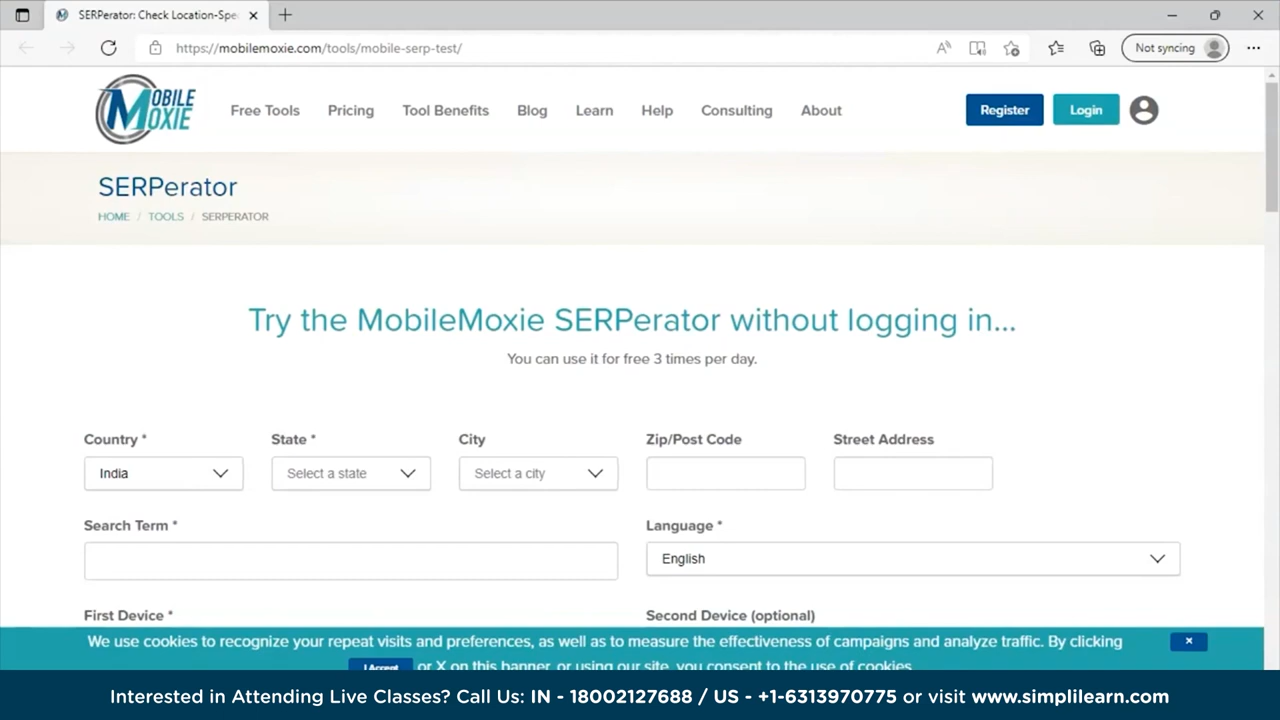 SERPerator: Check Location-Spe
https://mobilemoxie.com/tools/mobile-serp-test/
Not syncing
MOBILE MOXIE
Free Tools
Pricing
Tool Benefits
Blog
Learn
Help
Consulting
About
Register
Login
SERPerator
HOME / TOOLS / SERPERATOR
Try the MobileMoxie SERPerator without logging in...
You can use it for free 3 times per day.
Country *
State *
City
Zip/Post Code
Street Address
India
Select a state
Select a city
Search Term *
Language *
English
First Device *
Second Device (optional)
We use cookies to recognize your repeat visits and preferences, as well as to measure the effectiveness of campaigns and analyze traffic. By clicking
I Accept or X on this banner, or using our site, you consent to the use of cookies
Interested in Attending Live Classes? Call Us: IN - 18002127688 / US - +1-6313970775 or visit www.simplilearn.com